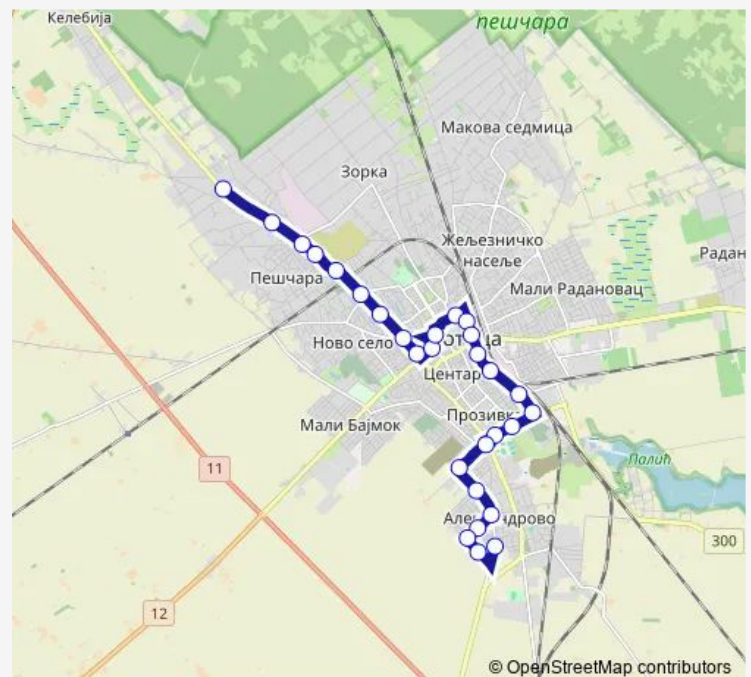 Келебија
пешчара
Макова седмица
Зорка
Жељезничко
насеље
Радан
Пешчара
Мали Радановац
Ново село
Центар
Прозивка
Мали Бајмок
Палић
11
300
12
© OpenStreetMap contributors